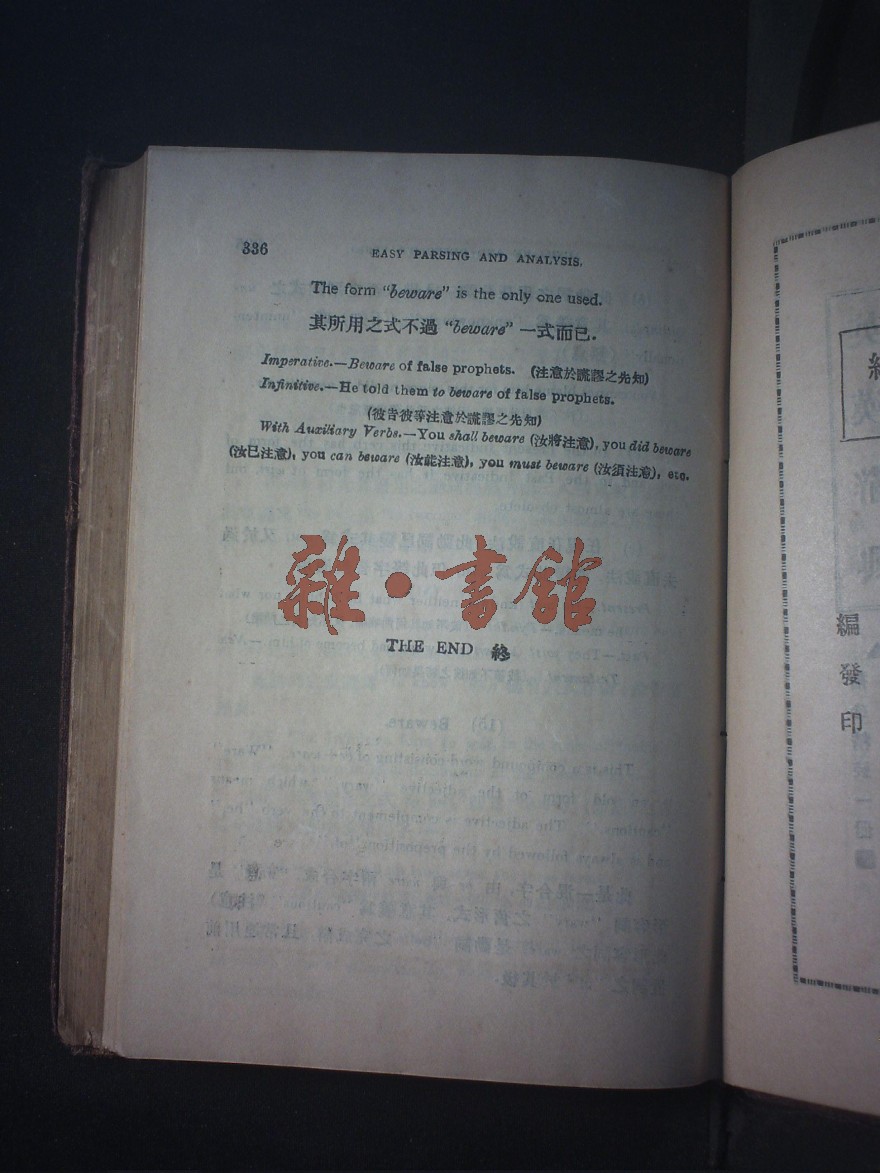 336
EASY PARSING AND ANALYSIS.
The form "beware" is the only one used.
其所用之式不過 "beware" 一式而已.
Imperative.—Beware of false prophets. (注意於謊謬之先知)
Infinitive.—He told them to beware of false prophets.
(彼告彼等注意於謊謬之先知)
With Auxiliary Verbs.—You shall beware (汝將注意), you did beware
(汝已注意), you can beware (汝能注意), you must beware (汝須注意), etc.
雜·書館
THE END 終
編
發
印